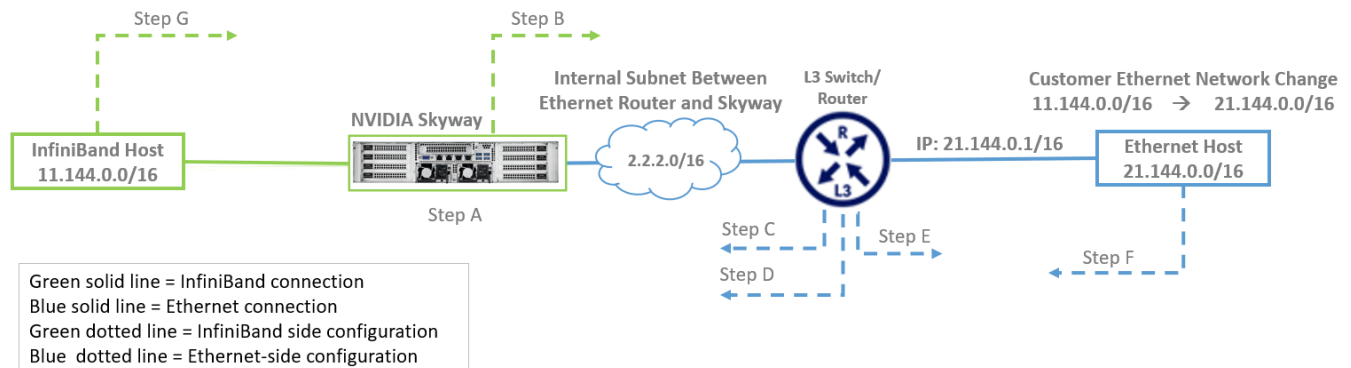 Step G
Step B
Internal Subnet Between
Ethernet Router and Skyway
L3 Switch/
Router
Customer Ethernet Network Change
11.144.0.0/16 → 21.144.0.0/16
NVIDIA Skyway
InfiniBand Host
11.144.0.0/16
2.2.2.0/16
R
L3
IP: 21.144.0.1/16
Ethernet Host
21.144.0.0/16
Step A
Step C
Step E
Step D
Step F
Green solid line = InfiniBand connection
Blue solid line = Ethernet connection
Green dotted line = InfiniBand side configuration
Blue dotted line = Ethernet-side configuration